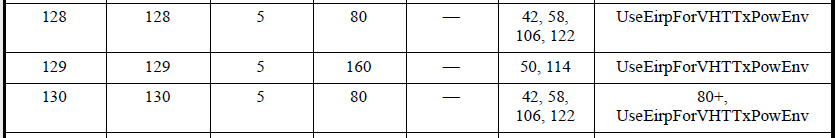 128 128 5 80 — 42, 58, UseEirpForVHTTxPowEnv
106, 122
129 129 5 160 — 50, 114 UseEirpForVHTTxPowEnv
130 130 5 80 — 42, 58, 80+,
106, 122 UseEirpForVHTTxPowEnv